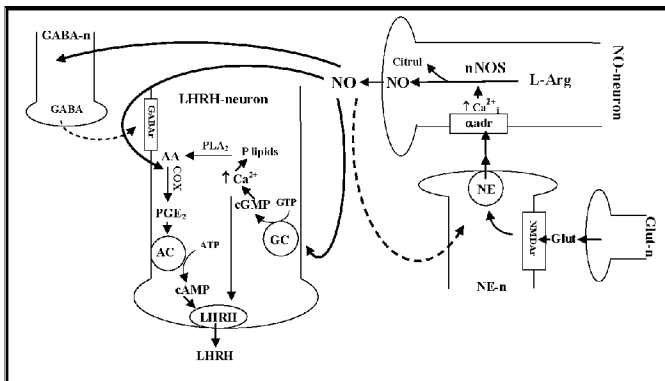 GABA-n
GABA
GABAr
LHRH-neuron
AA
PLA2
P lipids
COX
↑ Ca2+
PGE2
cGMP
GTP
GC
AC
ATP
cAMP
LHRH
LHRH
NO
NO
Citrul
nNOS
L-Arg
↑ Ca2+i
αadr
NO-neuron
NE
NMDAr
Glut
Glut-n
NE-n